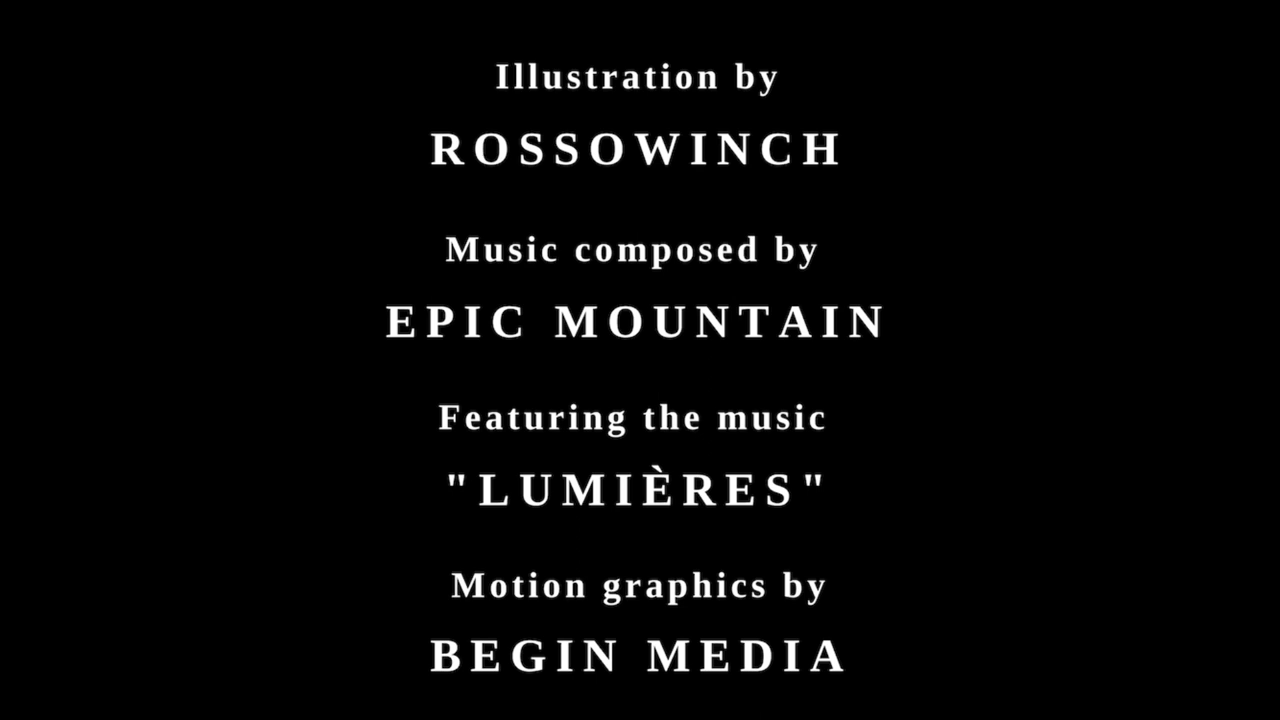 Illustration by
ROSSOWINCH
Music composed by
EPIC MOUNTAIN
Featuring the music
"LUMIÈRES"
Motion graphics by
BEGIN MEDIA